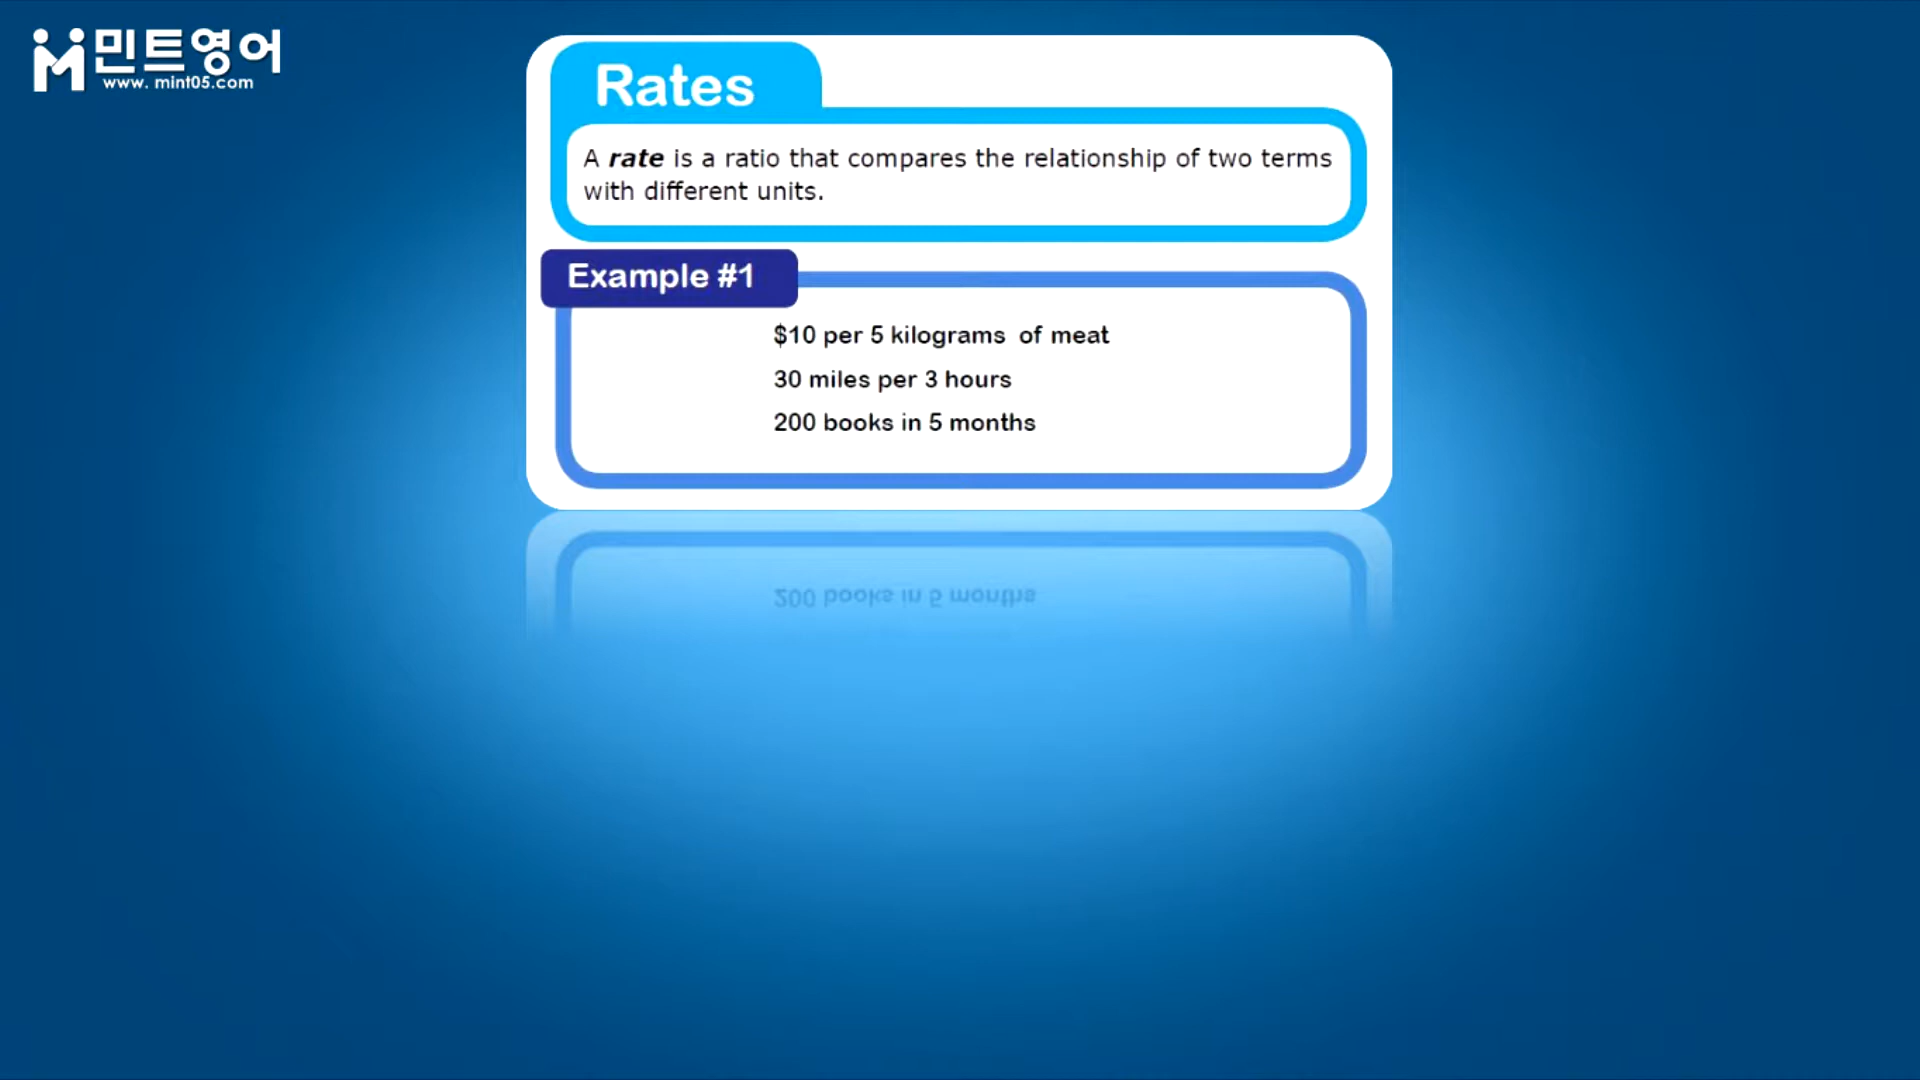 민트영어
www. mint05.com
Rates
A rate is a ratio that compares the relationship of two terms
with different units.
Example #1
$10 per 5 kilograms of meat
30 miles per 3 hours
200 books in 5 months
200 books in 5 months